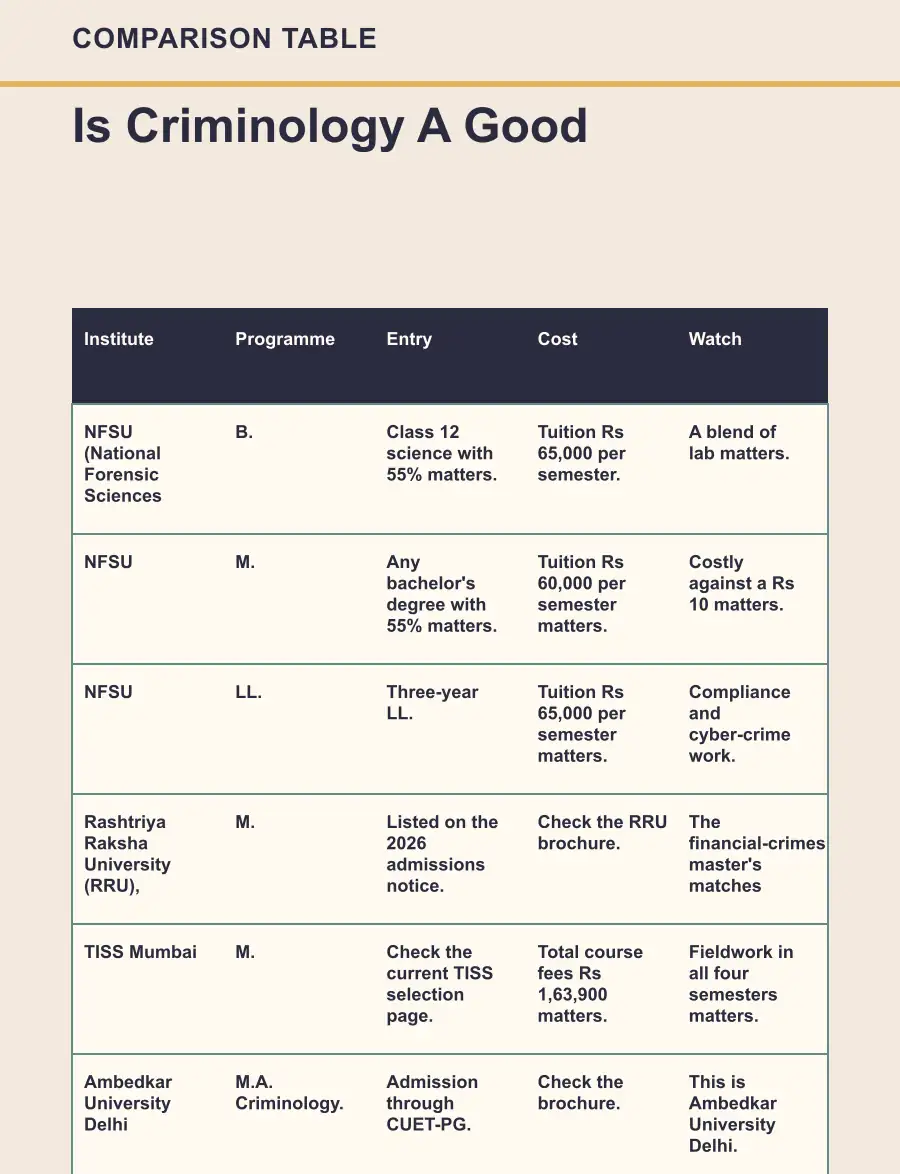 COMPARISON TABLE
Is Criminology A Good
Institute
Programme
Entry
Cost
Watch
NFSU
(National
Forensic
Sciences
B.
Class 12
science with
55% matters.
Tuition Rs
65,000 per
semester.
A blend of
lab matters.
NFSU
M.
Any
bachelor's
degree with
55% matters.
Tuition Rs
60,000 per
semester
matters.
Costly
against a Rs
10 matters.
NFSU
LL.
Three-year
LL.
Tuition Rs
65,000 per
semester
matters.
Compliance
and
cyber-crime
work.
Rashtriya
Raksha
University
(RRU),
M.
Listed on the
2026
admissions
notice.
Check the RRU
brochure.
The
financial-crimes
master's
matches
TISS Mumbai
M.
Check the
current TISS
selection
page.
Total course
fees Rs
1,63,900
matters.
Fieldwork in
all four
semesters
matters.
Ambedkar
University
Delhi
M.A.
Criminology.
Admission
through
CUET-PG.
Check the
brochure.
This is
Ambedkar
University
Delhi.